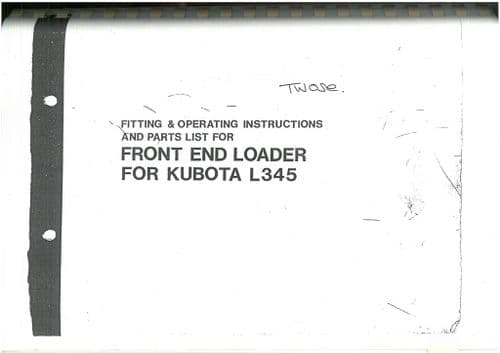 Twose.
FITTING & OPERATING INSTRUCTIONS
AND PARTS LIST FOR
FRONT END LOADER
FOR KUBOTA L345